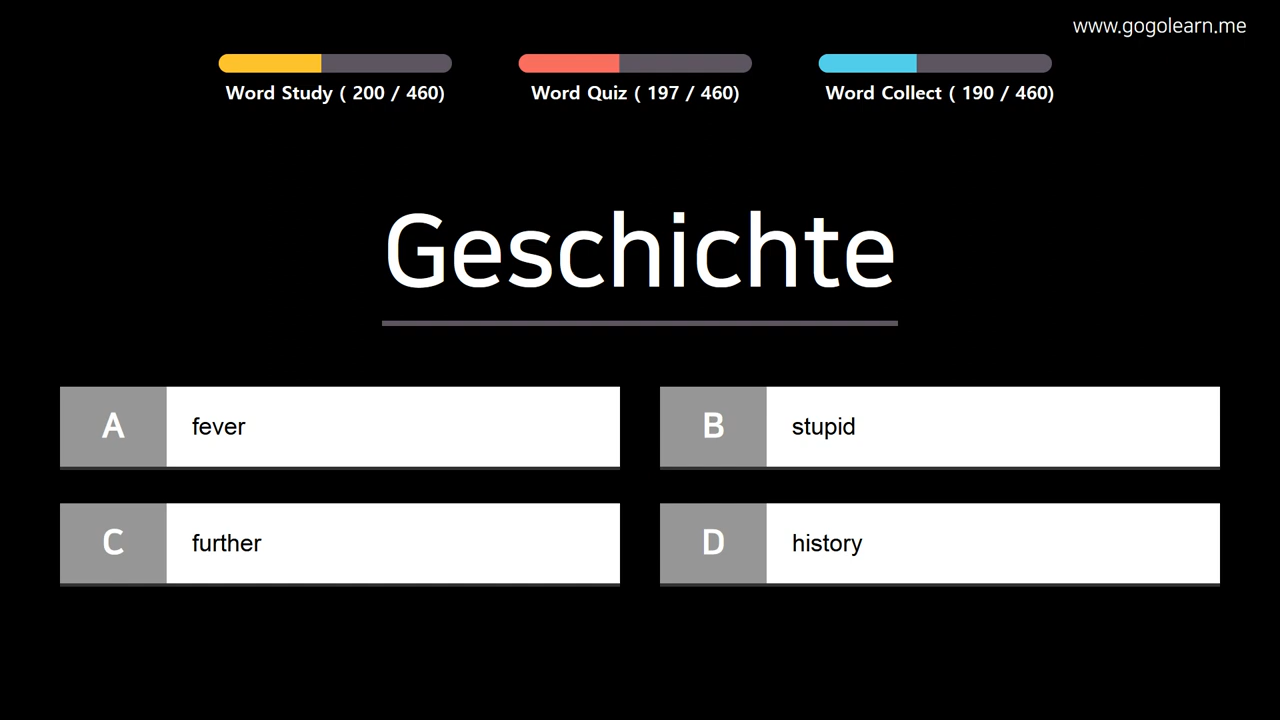 www.gogolearn.me
Word Study ( 200 / 460)
Word Quiz ( 197 / 460)
Word Collect ( 190 / 460)
Geschichte
A fever
B stupid
C further
D history